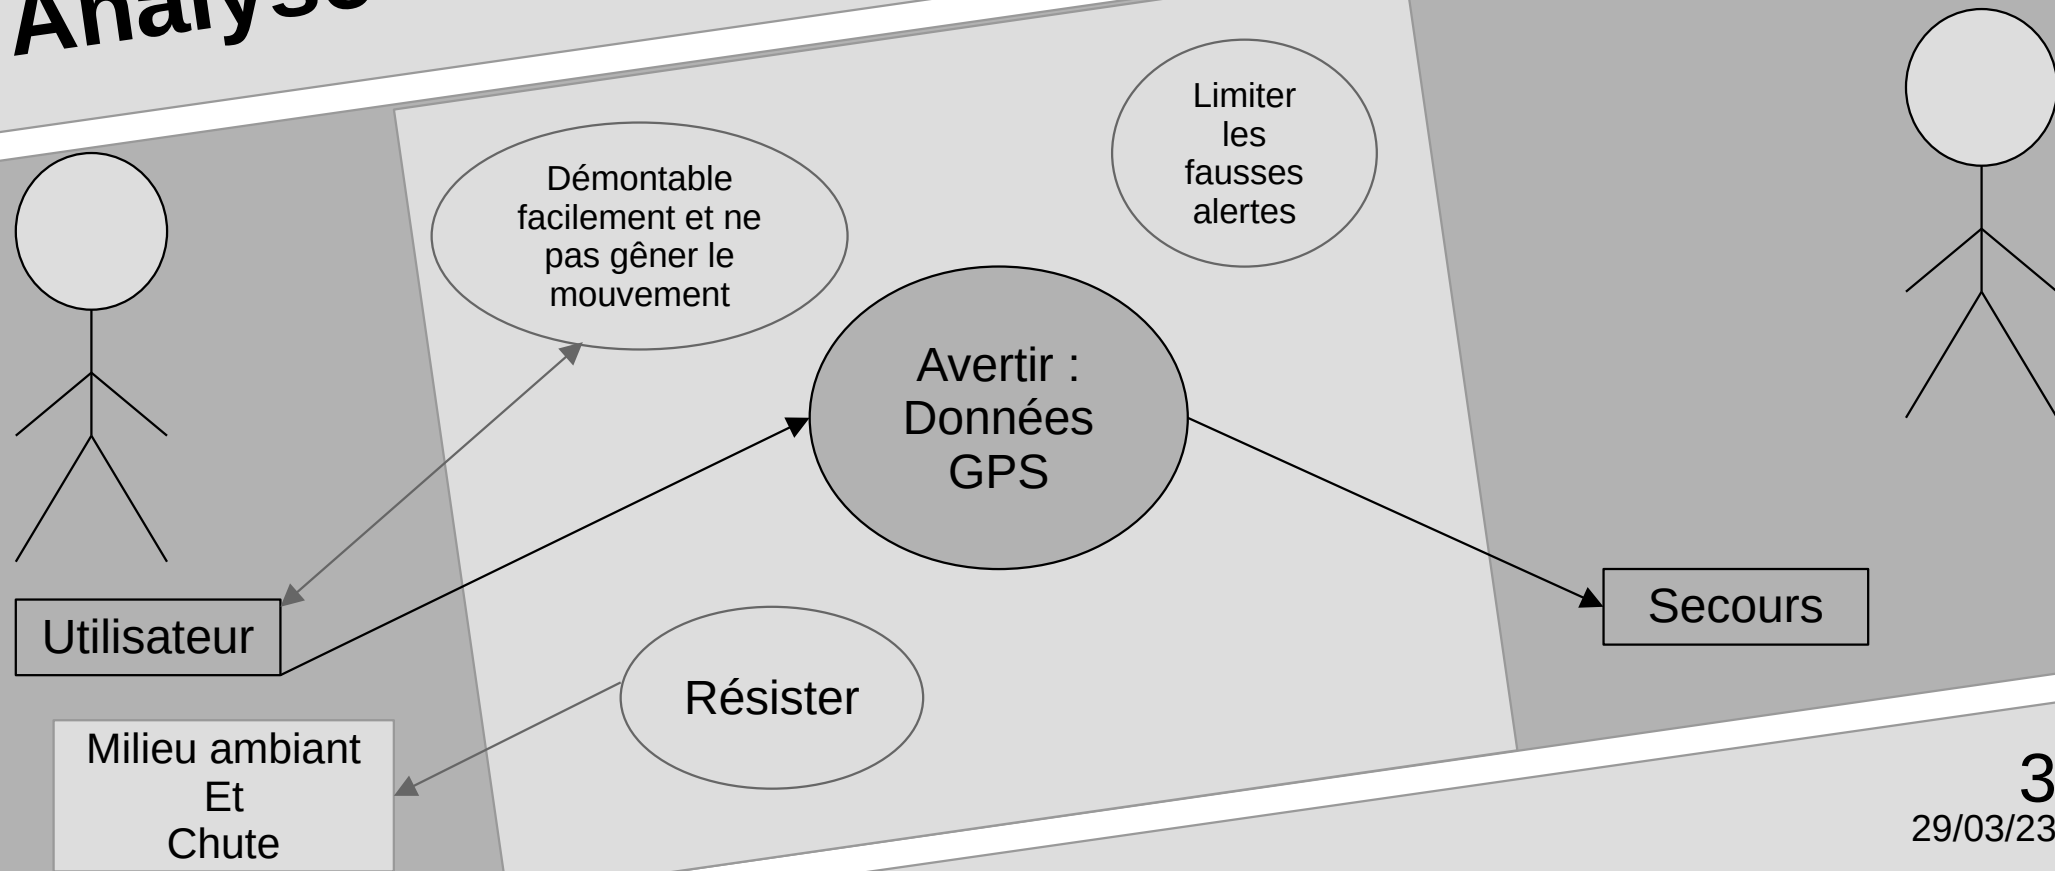 Analyse
Limiter
les
fausses
alertes
Démontable
facilement et ne
pas gêner le
mouvement
Avertir :
Données
GPS
Utilisateur
Secours
Résister
Milieu ambiant
Et
Chute
3
29/03/23